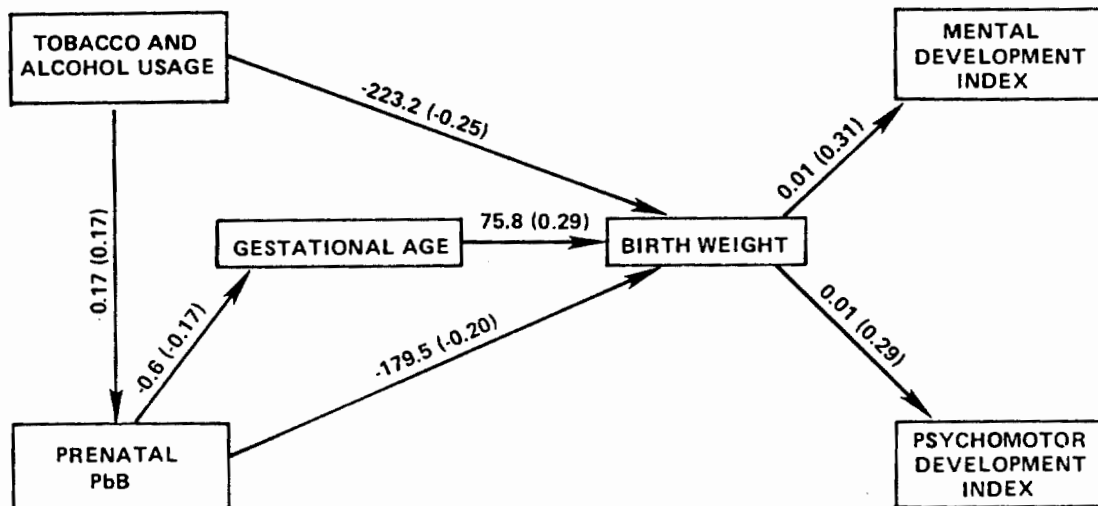 TOBACCO AND
ALCOHOL USAGE
MENTAL
DEVELOPMENT
INDEX
-223.2 (-0.25)
0.01 (0.31)
0.17 (0.17)
GESTATIONAL AGE
75.8 (0.29)
BIRTH WEIGHT
-0.6 (-0.17)
-179.5 (-0.20)
0.01 (0.29)
PRENATAL
PbB
PSYCHOMOTOR
DEVELOPMENT
INDEX